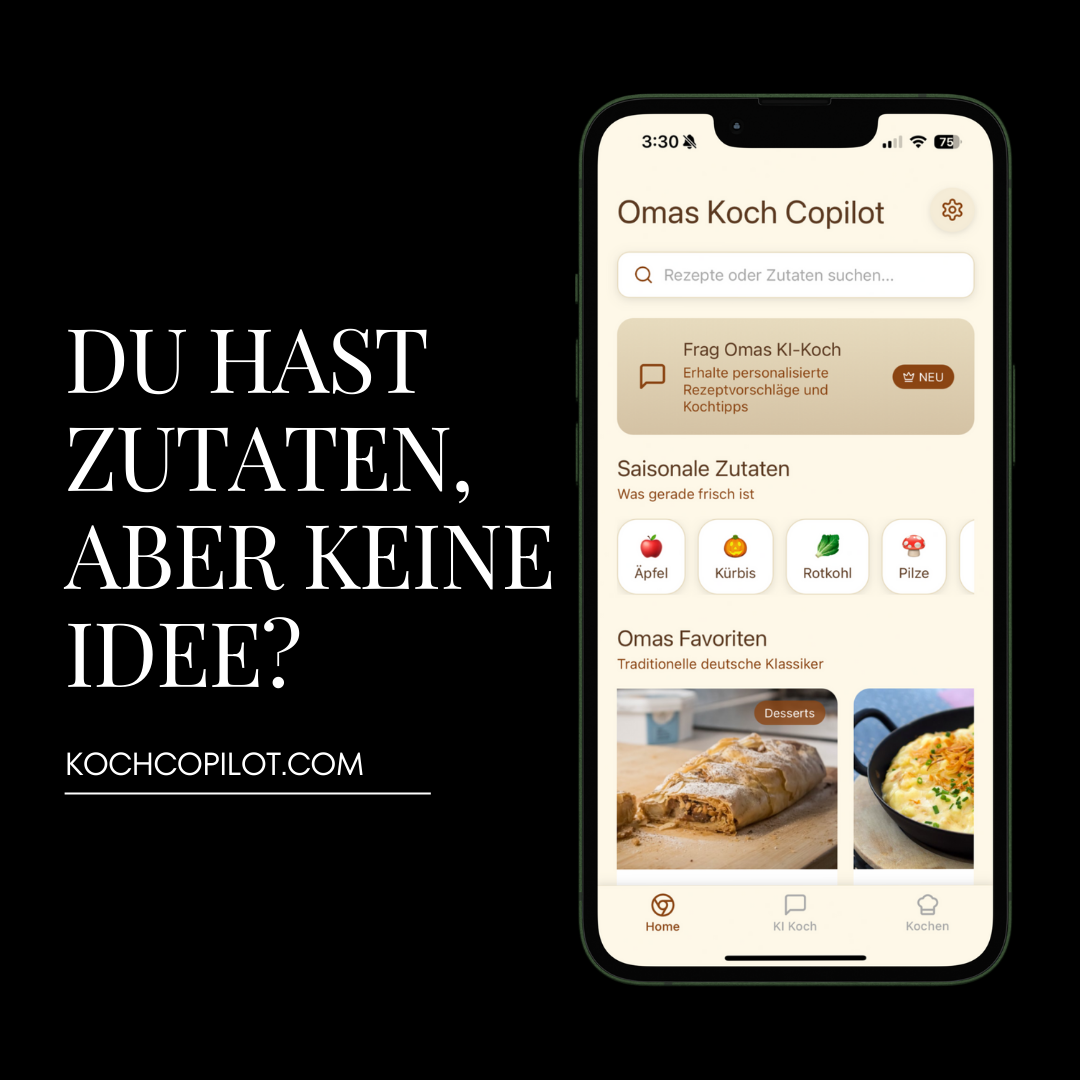 DU HAST
ZUTATEN,
ABER KEINE
IDEE?
KOCHCOPILOT.COM
3:30
75
Omas Koch Copilot
Rezepte oder Zutaten suchen...
Frag Omas KI-Koch
Erhalte personalisierte
Rezeptvorschläge und
Kochtipps
NEU
Saisonale Zutaten
Was gerade frisch ist
Äpfel
Kürbis
Rotkohl
Pilze
Omas Favoriten
Traditionelle deutsche Klassiker
Desserts
Home
KI Koch
Kochen